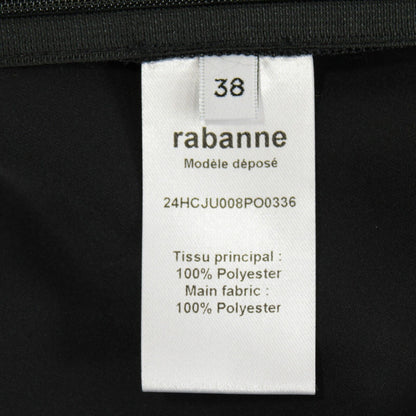 38
rabanne
Modèle déposé
24HCJU008PO0336
Tissu principal :
100% Polyester
Main fabric :
100% Polyester